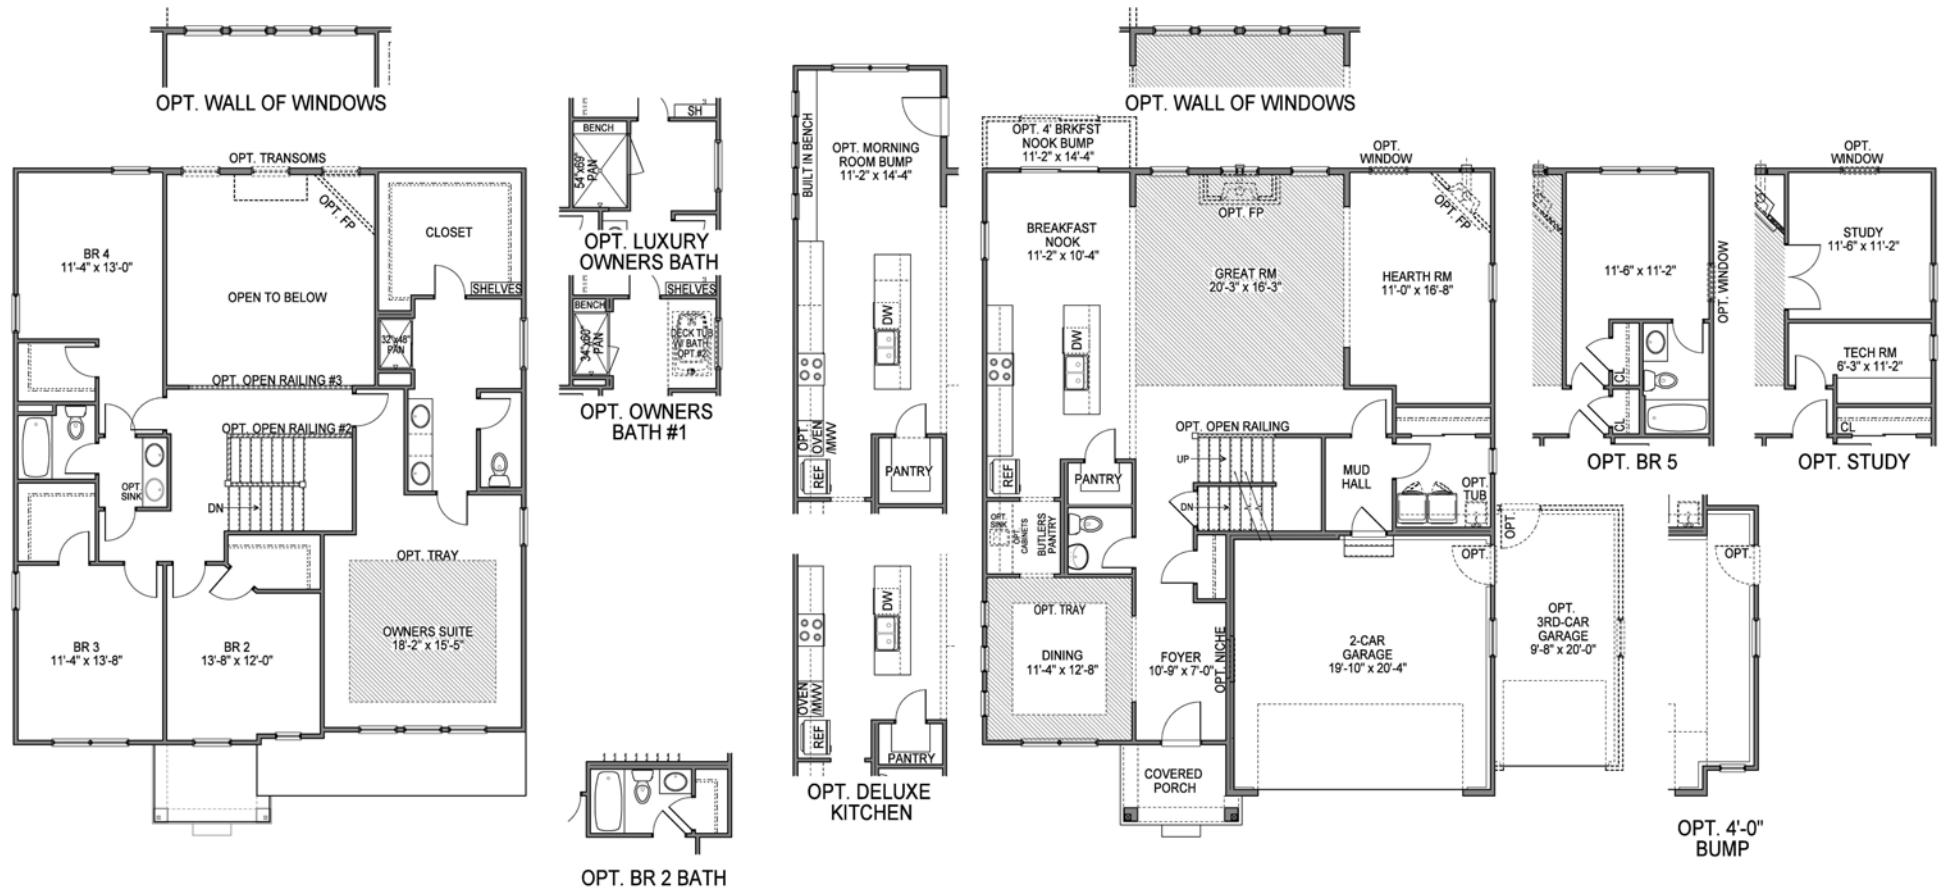 OPT. WALL OF WINDOWS
OPT. TRANSOMS
OPT. FP
BR 4
11'-4" x 13'-0"
OPEN TO BELOW
CLOSET
SHELVES
32"x48"
PAN
OPT. OPEN RAILING #3
OPT. OPEN RAILING #2
OPT.
SINK
DN
OPT. TRAY
OWNERS SUITE
18'-2" x 15'-5"
BR 3
11'-4" x 13'-8"
BR 2
13'-8" x 12'-0"
SH
BENCH
54"x69"
PAN
OPT. LUXURY
OWNERS BATH
SHELVES
BENCH
34"x60"
PAN
DECK TUB
W/ BATH
OPT.#2
OPT. OWNERS
BATH #1
OPT. BR 2 BATH
BUILT IN BENCH
OPT. MORNING
ROOM BUMP
11'-2" x 14'-4"
DW
OPT.
OVEN
/MWV
REF
PANTRY
DW
OVEN
/MWV
REF
PANTRY
OPT. DELUXE
KITCHEN
OPT. WALL OF WINDOWS
OPT. 4' BRKFST
NOOK BUMP
11'-2" x 14'-4"
BREAKFAST
NOOK
11'-2" x 10'-4"
OPT. FP
GREAT RM
20'-3" x 16'-3"
OPT.
WINDOW
OPT. FP
HEARTH RM
11'-0" x 16'-8"
DW
REF
PANTRY
OPT. OPEN RAILING
UP
DN
MUD
HALL
OPT.
TUB
OPT.
SINK
OPT.
CABINETS
BUTLERS
PANTRY
OPT. TRAY
DINING
11'-4" x 12'-8"
FOYER
10'-9" x 7'-0"
OPT. NICHE
2-CAR
GARAGE
19'-10" x 20'-4"
OPT.
OPT.
OPT.
3RD-CAR
GARAGE
9'-8" x 20'-0"
COVERED
PORCH
11'-6" x 11'-2"
OPT. WINDOW
CL
CL
OPT. BR 5
OPT.
WINDOW
STUDY
11'-6" x 11'-2"
TECH RM
6'-3" x 11'-2"
CL
OPT. STUDY
OPT.
OPT. 4'-0"
BUMP